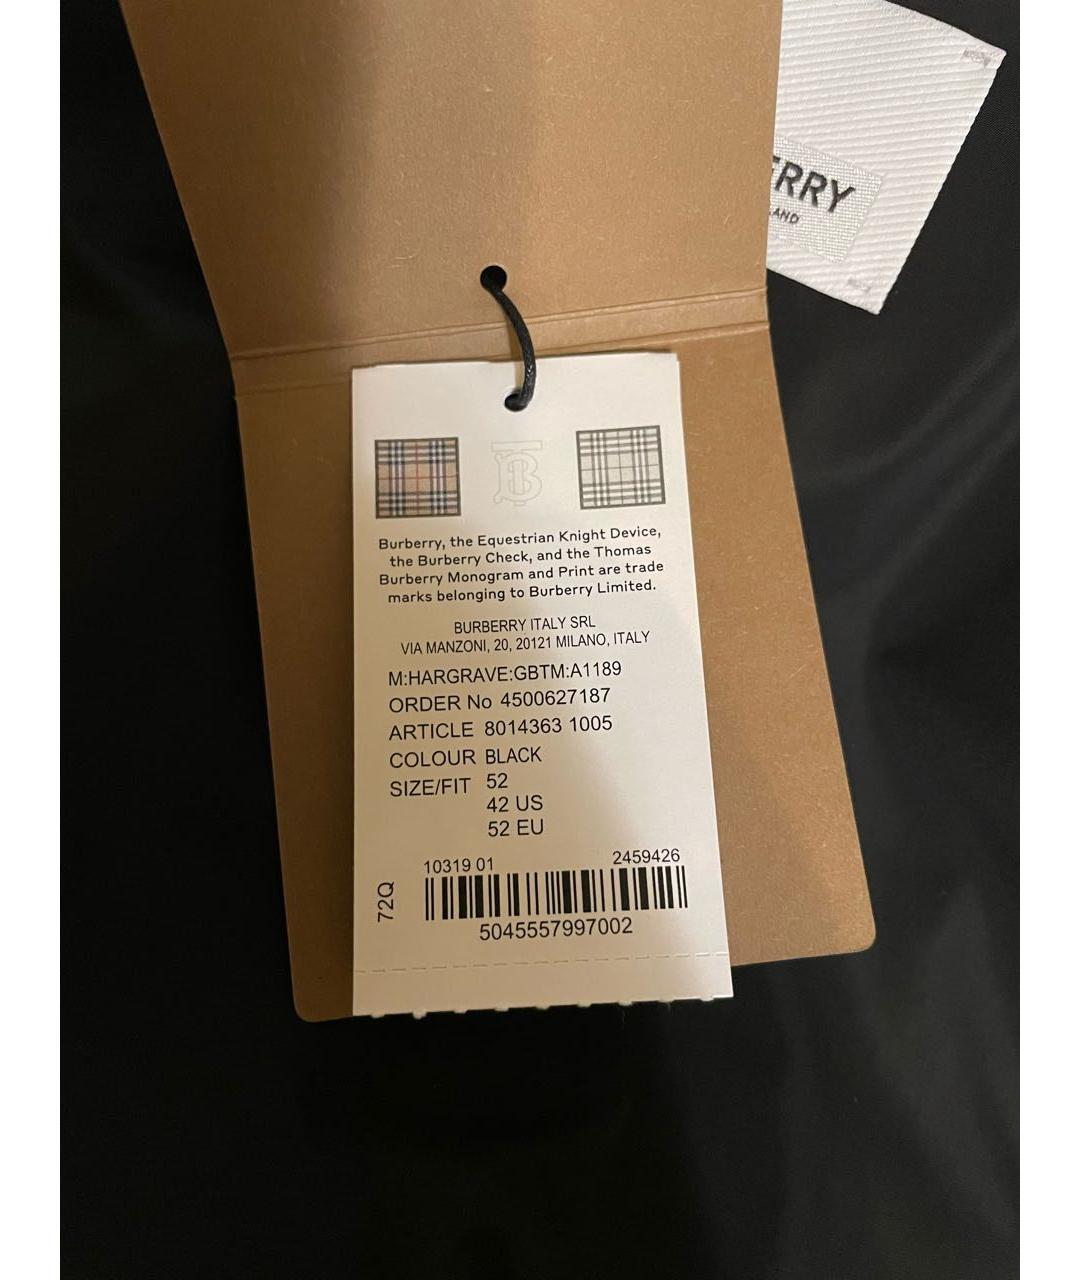 ERRY
AND
Burberry, the Equestrian Knight Device,
the Burberry Check, and the Thomas
Burberry Monogram and Print are trade
marks belonging to Burberry Limited.
BURBERRY ITALY SRL
VIA MANZONI, 20, 20121 MILANO, ITALY
M:HARGRAVE:GBTM:A1189
ORDER No 4500627187
ARTICLE 8014363 1005
COLOUR BLACK
SIZE/FIT 52
42 US
52 EU
10319 01 2459426
72Q
5045557997002